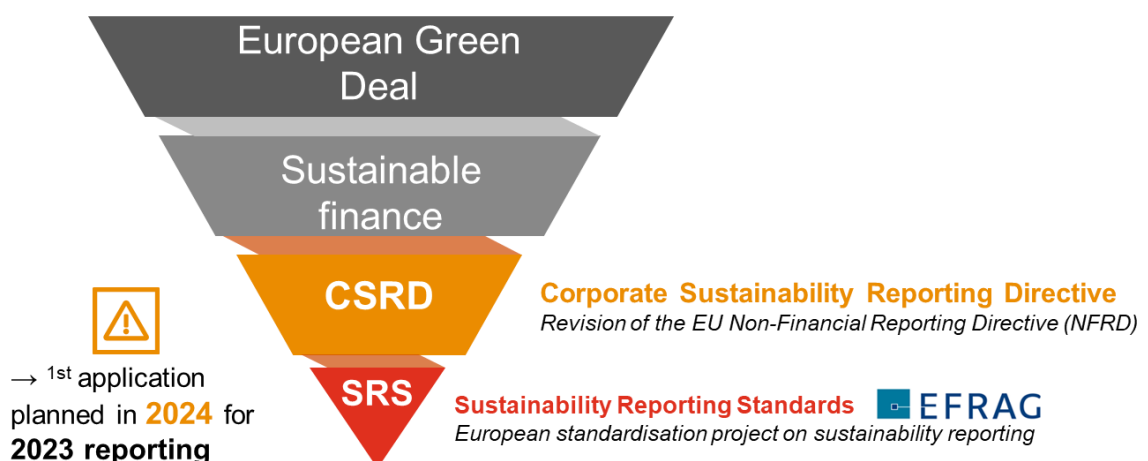 European Green
Deal
Sustainable
finance
CSRD
Corporate Sustainability Reporting Directive
Revision of the EU Non-Financial Reporting Directive (NFRD)
→ 1st application
planned in 2024 for
2023 reporting
SRS
Sustainability Reporting Standards EFRAG
European standardisation project on sustainability reporting